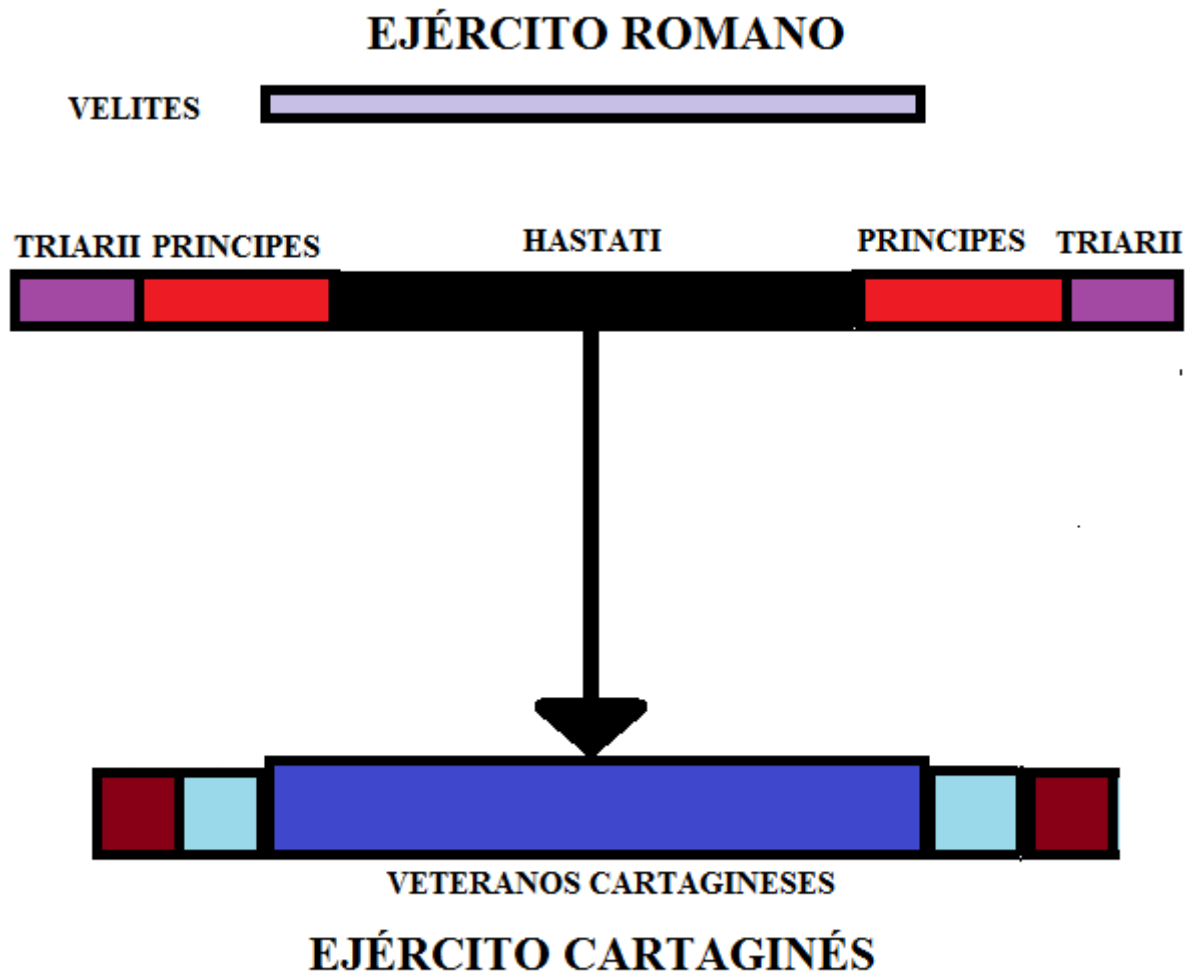 EJÉRCITO ROMANO
VELITES
TRIARII PRINCIPES HASTATI PRINCIPES TRIARII
VETERANOS CARTAGINESES
EJÉRCITO CARTAGINÉS